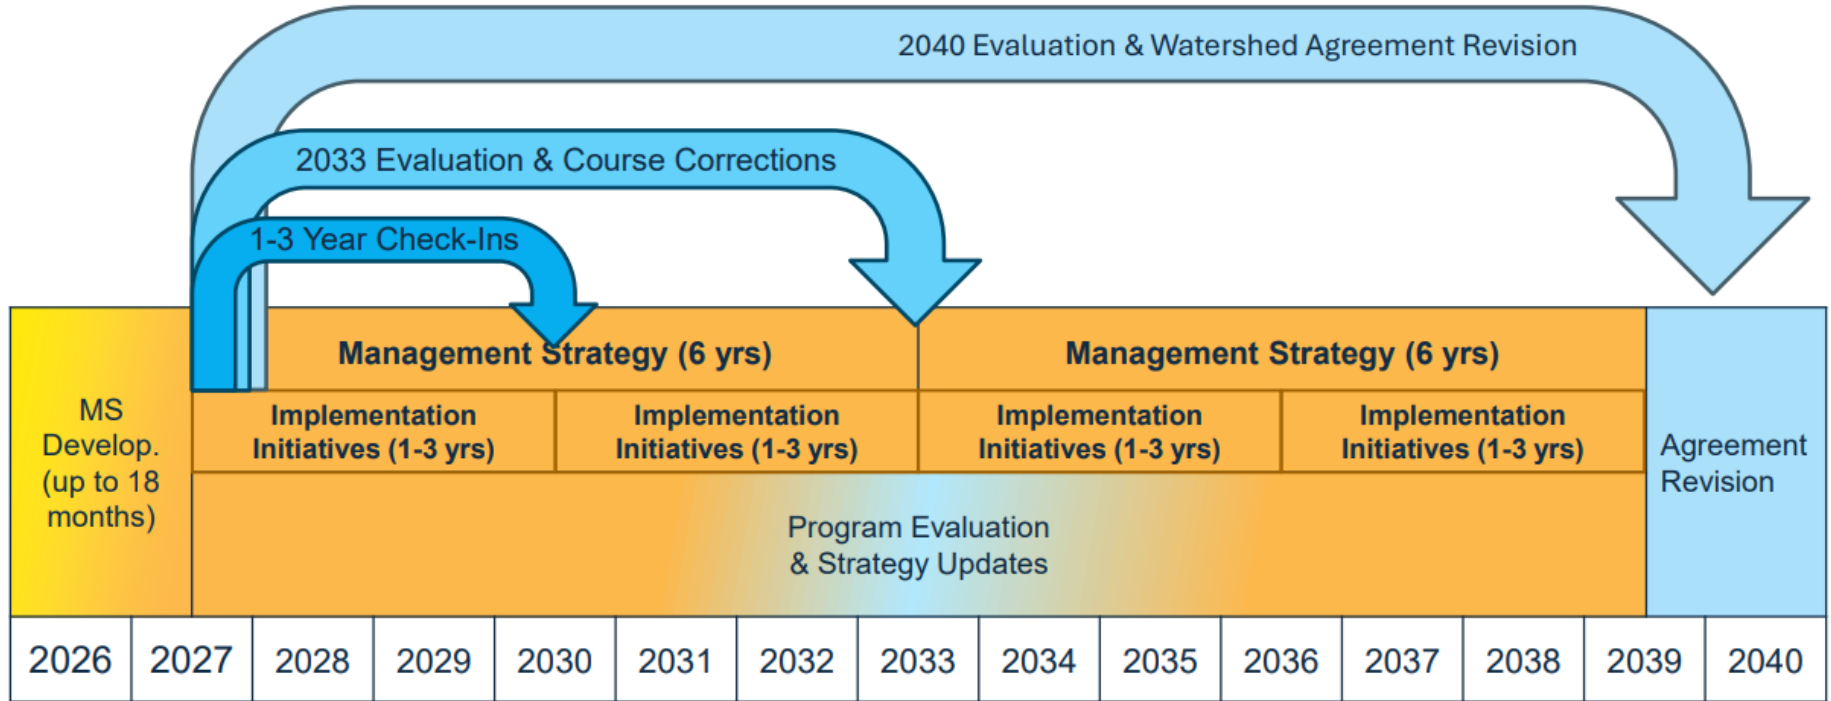 2040 Evaluation & Watershed Agreement Revision
2033 Evaluation & Course Corrections
1-3 Year Check-Ins
MS
Develop.
(up to 18
months)
Management Strategy (6 yrs)
Management Strategy (6 yrs)
Implementation
Initiatives (1-3 yrs)
Implementation
Initiatives (1-3 yrs)
Implementation
Initiatives (1-3 yrs)
Implementation
Initiatives (1-3 yrs)
Program Evaluation
& Strategy Updates
Agreement
Revision
2026 2027 2028 2029 2030 2031 2032 2033 2034 2035 2036 2037 2038 2039 2040